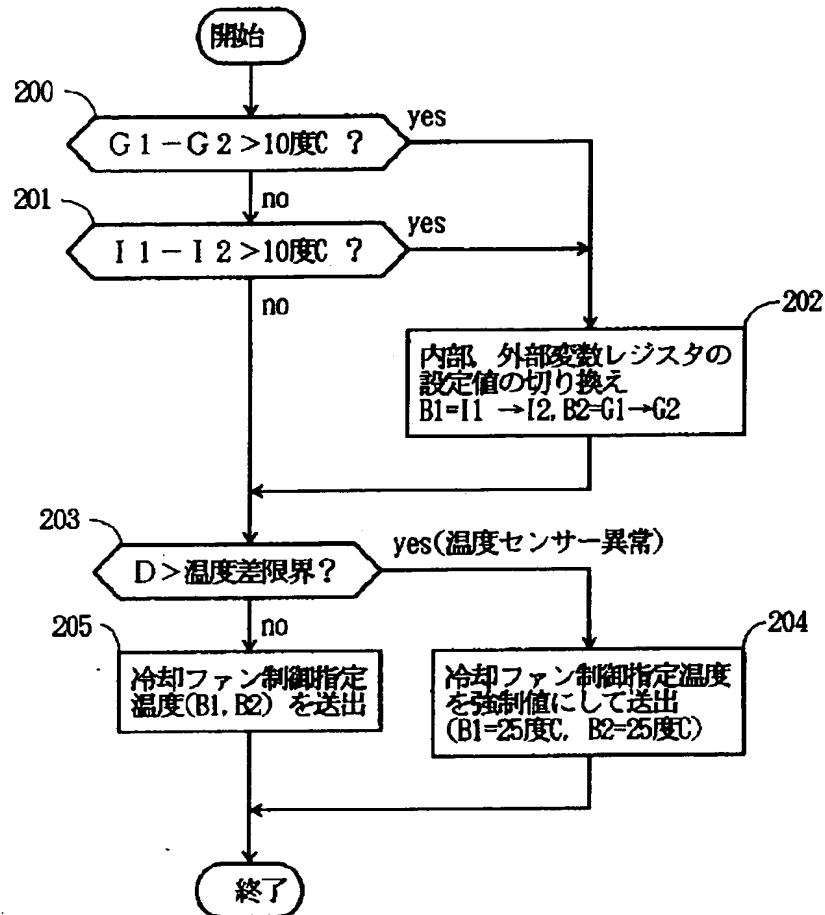 開始
200
G1-G2>10度C ?
yes
no
201
I1-I2>10度C ?
yes
no
202
内部, 外部変数レジスタの
設定値の切り換え
B1=I1 →I2, B2=G1→G2
203
D>温度差限界?
yes(温度センサー異常)
no
205
冷却ファン制御指定
温度(B1, B2) を送出
204
冷却ファン制御指定温度
を強制値にして送出
(B1=25度C, B2=25度C)
終了